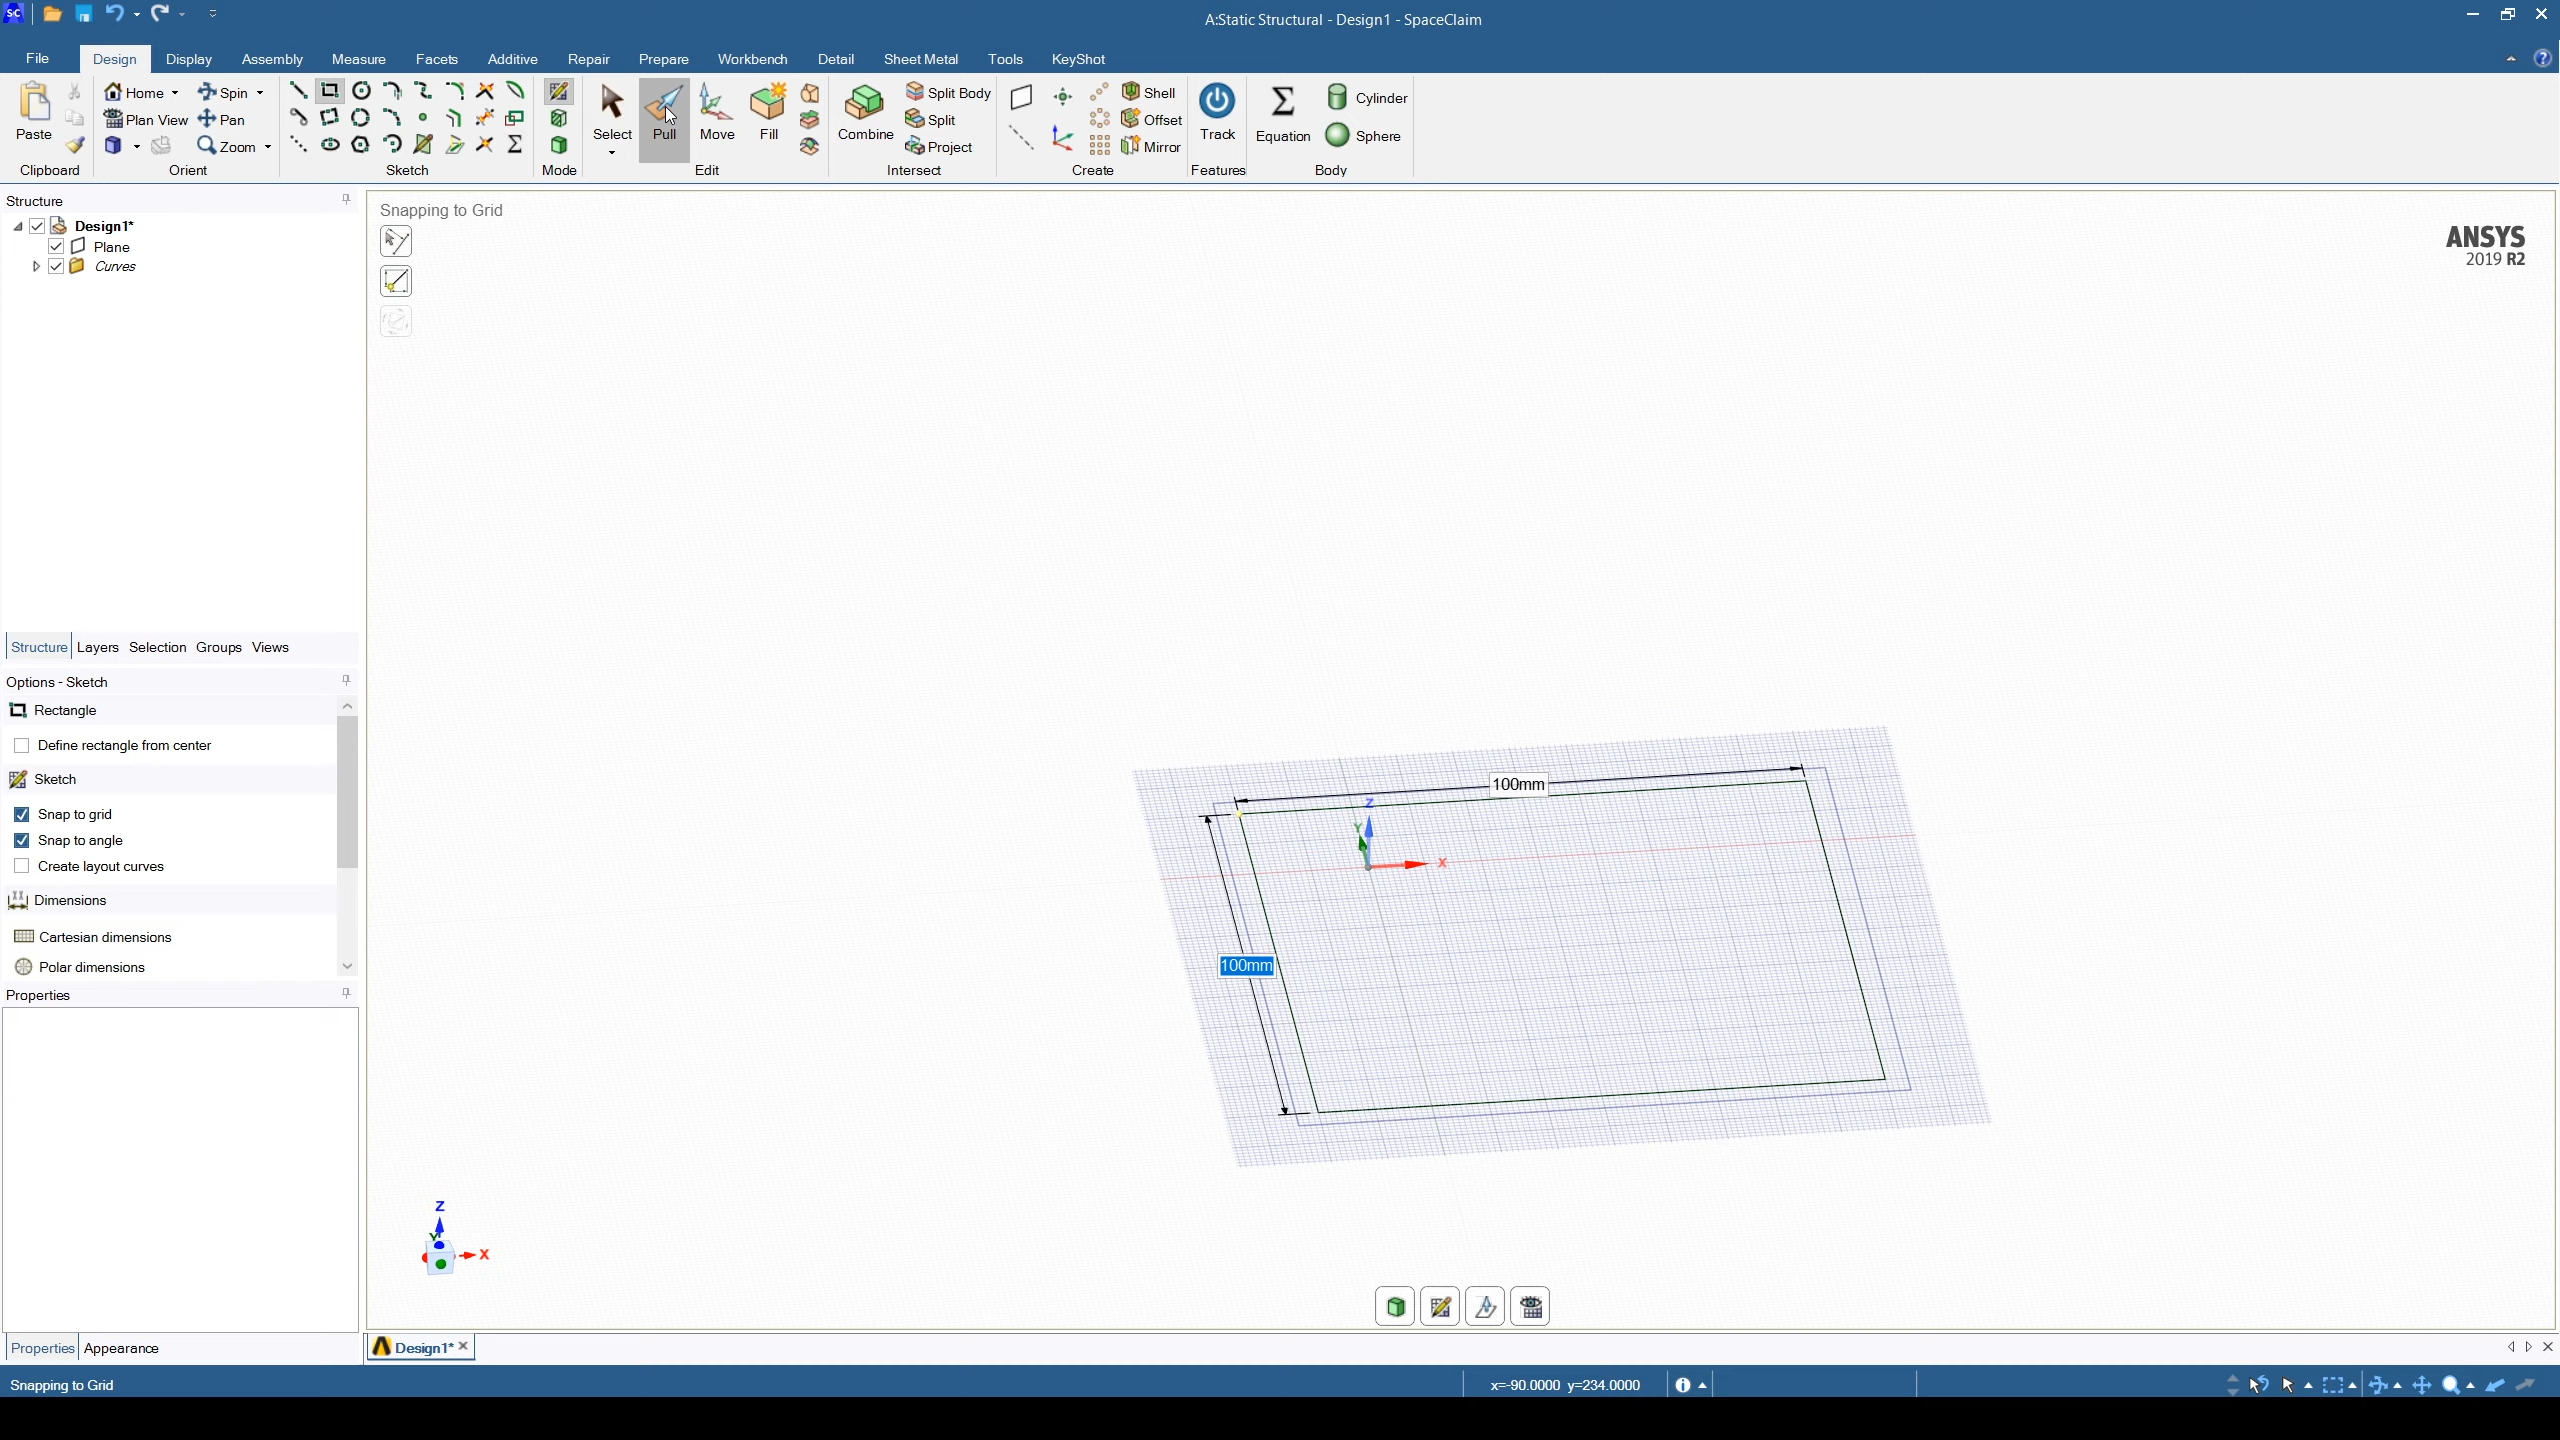 SC
A:Static Structural - Design1 - SpaceClaim
File Design Display Assembly Measure Facets Additive Repair Prepare Workbench Detail Sheet Metal Tools KeyShot
Paste
Clipboard
Home Spin
Plan View Pan
Zoom
Orient
Sketch
Mode
Select Pull Move Fill
Edit
Combine
Split Body
Split
Project
Intersect
Shell
Offset
Mirror
Create
Track
Features
Equation
Cylinder
Sphere
Body
Structure
Design1*
Plane
Curves
Structure Layers Selection Groups Views
Options - Sketch
Rectangle
Define rectangle from center
Sketch
Snap to grid
Snap to angle
Create layout curves
Dimensions
Cartesian dimensions
Polar dimensions
Properties
Properties Appearance
Snapping to Grid
ANSYS
2019 R2
100mm
Z
Y
X
100mm
Z
Y
X
Design1*
Snapping to Grid
x=-90.0000 y=234.0000